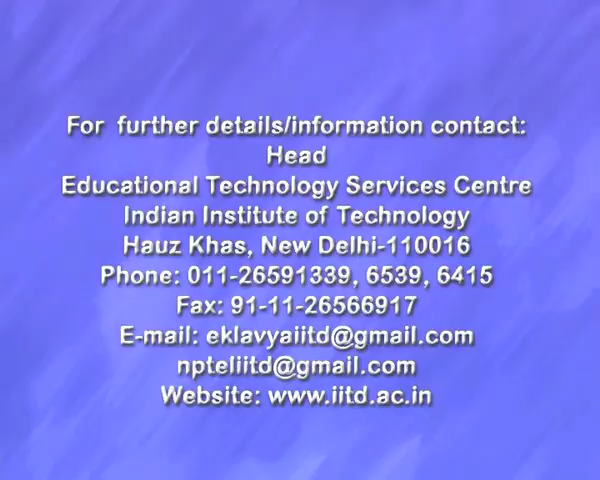 For further details/information contact:
Head
Educational Technology Services Centre
Indian Institute of Technology
Hauz Khas, New Delhi-110016
Phone: 011-26591339, 6539, 6415
Fax: 91-11-26566917
E-mail: eklavyaiitd@gmail.com
npteliitd@gmail.com
Website: www.iitd.ac.in